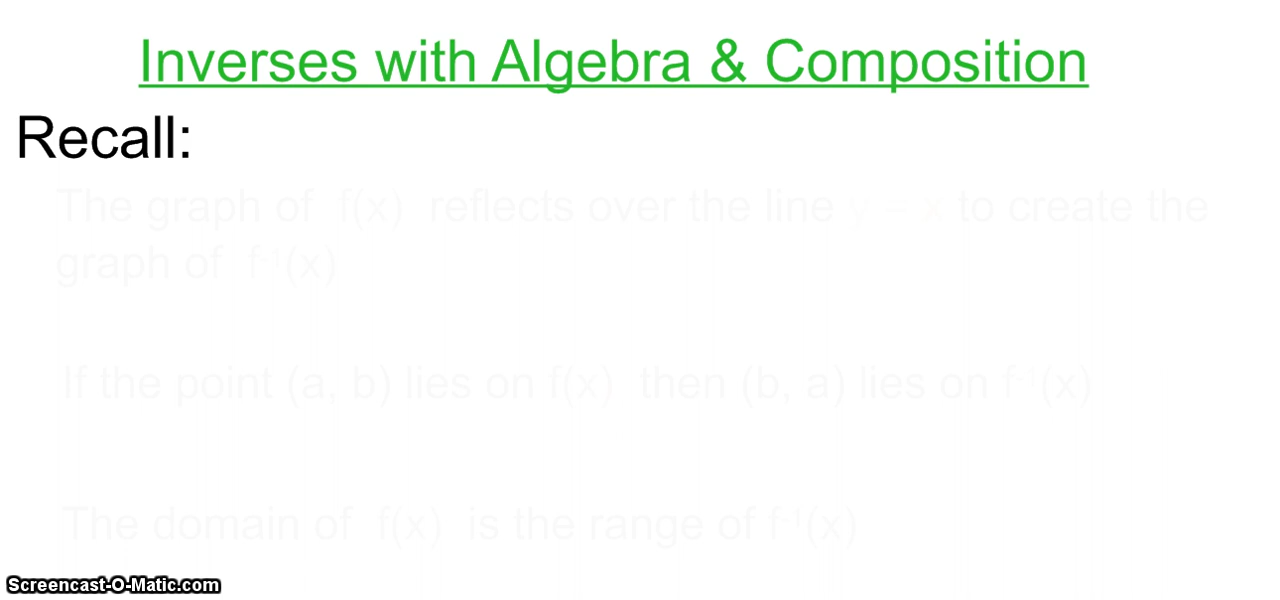 Inverses with Algebra & Composition
Recall:
The graph of f(x) reflects over the line y = x to create the
graph of f⁻¹(x)
If the point (a, b) lies on f(x) then (b, a) lies on f⁻¹(x)
The domain of f(x) is the range of f⁻¹(x)
Screencast-O-Matic.com